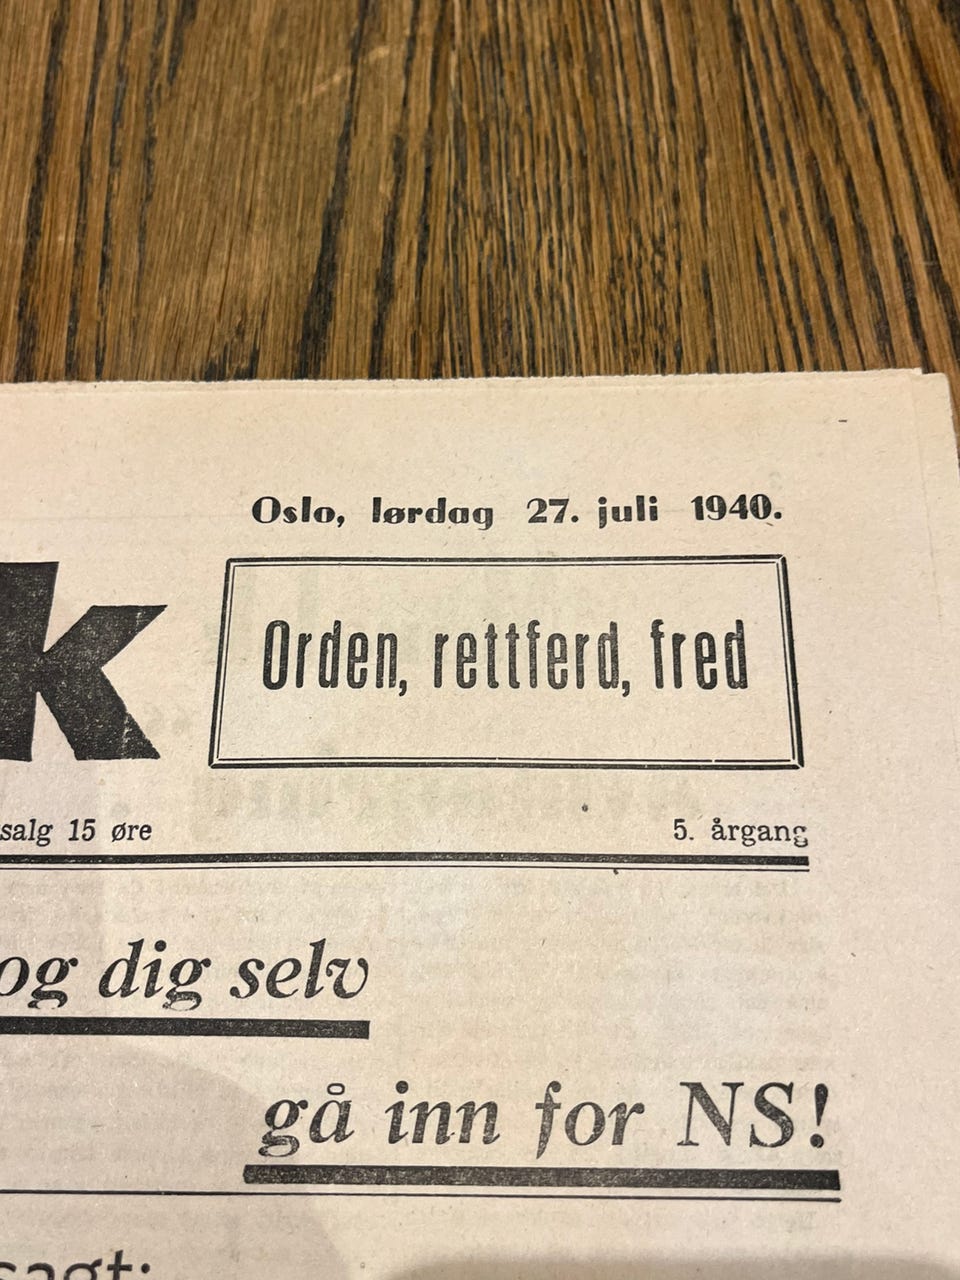 Oslo, lørdag 27. juli 1940.
k
Orden, rettferd, fred
salg 15 øre 5. årgang
og dig selv
gå inn for NS!
sagt: